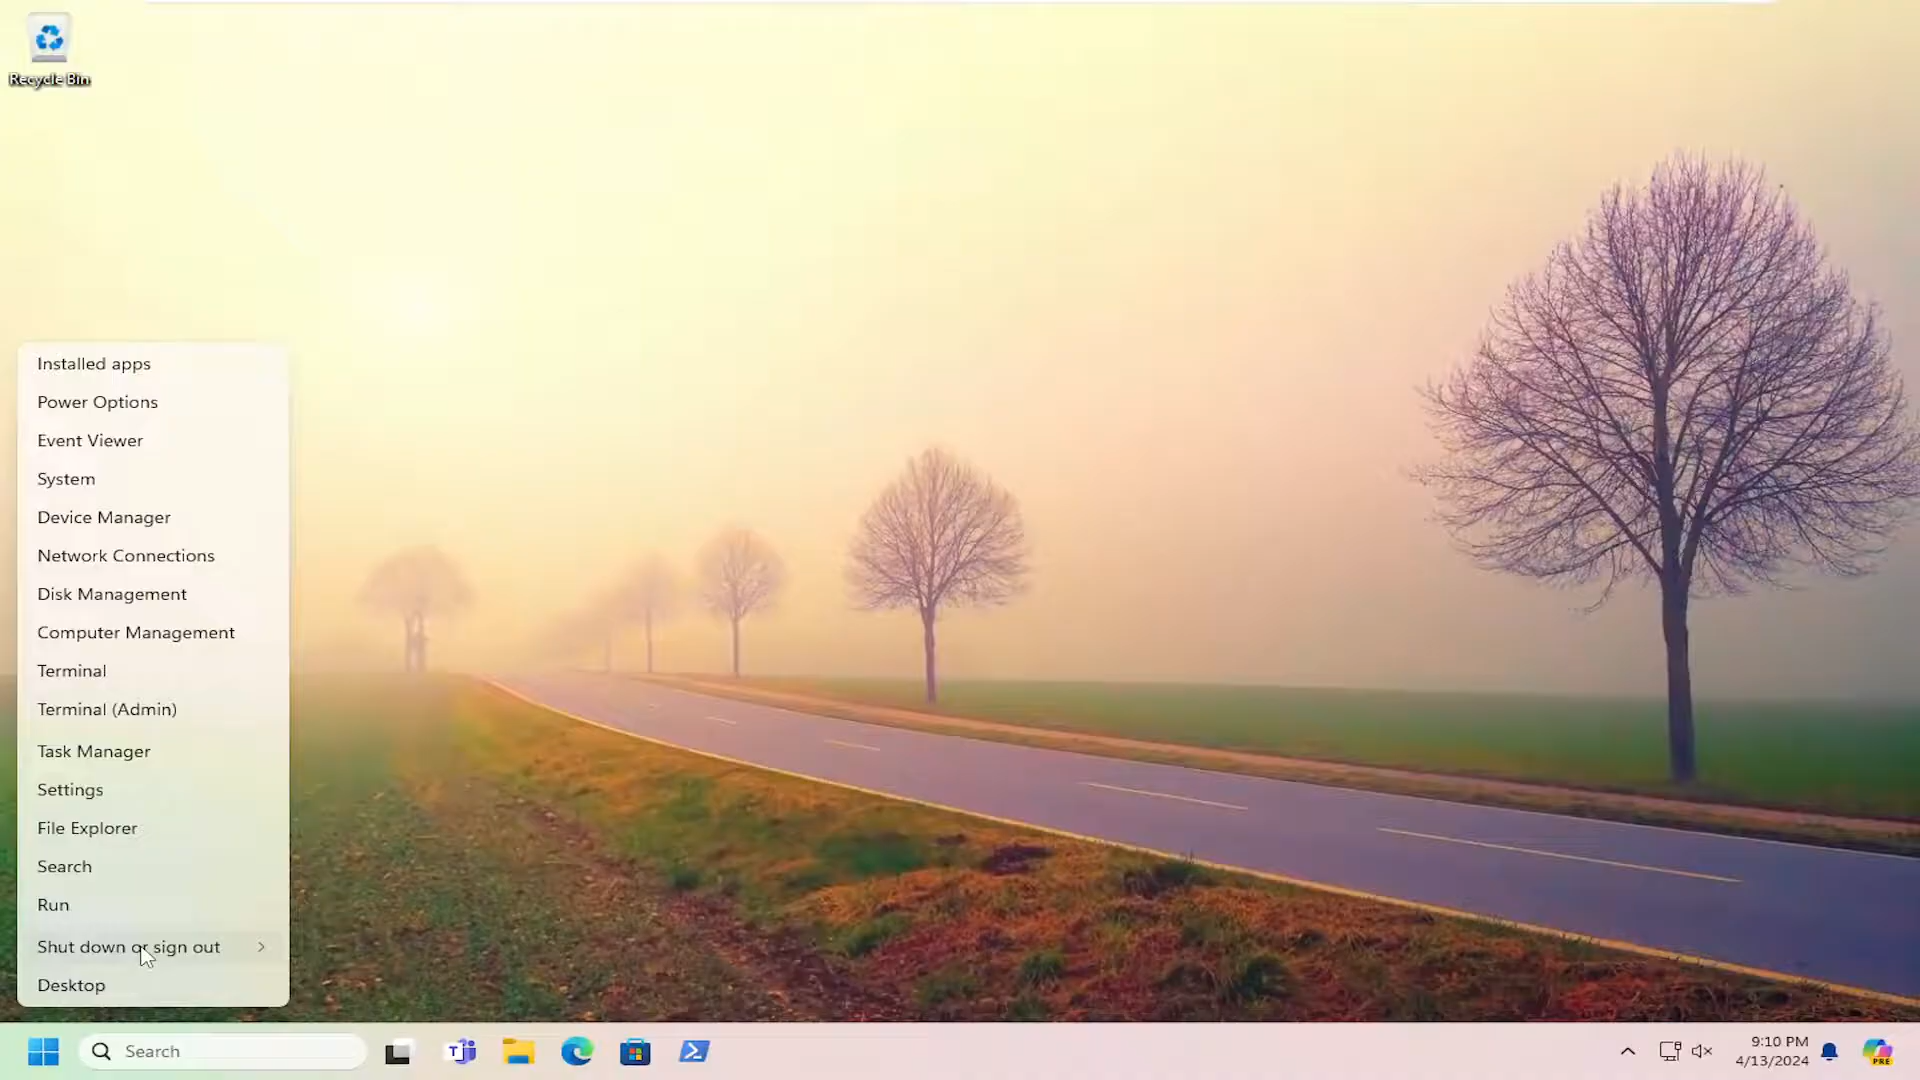 Recycle Bin
Installed apps
Power Options
Event Viewer
System
Device Manager
Network Connections
Disk Management
Computer Management
Terminal
Terminal (Admin)
Task Manager
Settings
File Explorer
Search
Run
Shut down or sign out
Desktop
Search
T
9:10 PM
4/13/2024
PRE